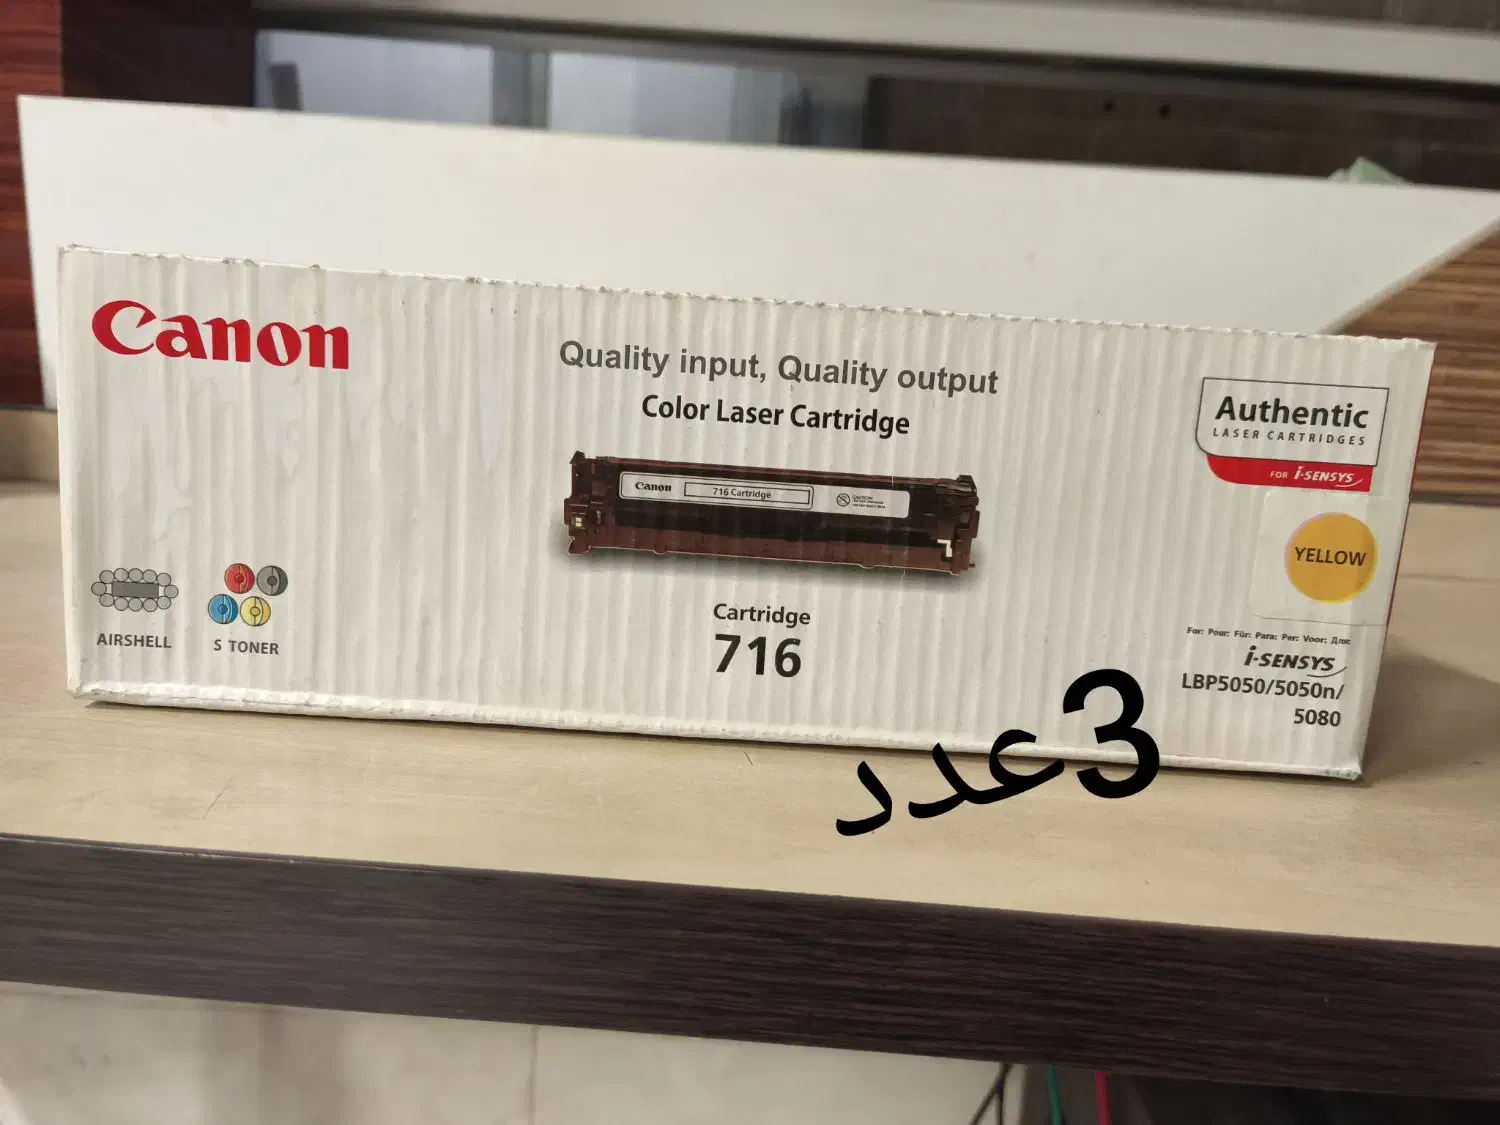 Canon
Quality input, Quality output
Color Laser Cartridge
Canon
716 Cartridge
CAUTION
Authentic
LASER CARTRIDGES
FOR i-SENSYS
YELLOW
AIRSHELL
S TONER
Cartridge
716
For: Pour: Für: Para: Per: Voor: Для:
i-SENSYS
LBP5050/5050n/
5080
3عدد